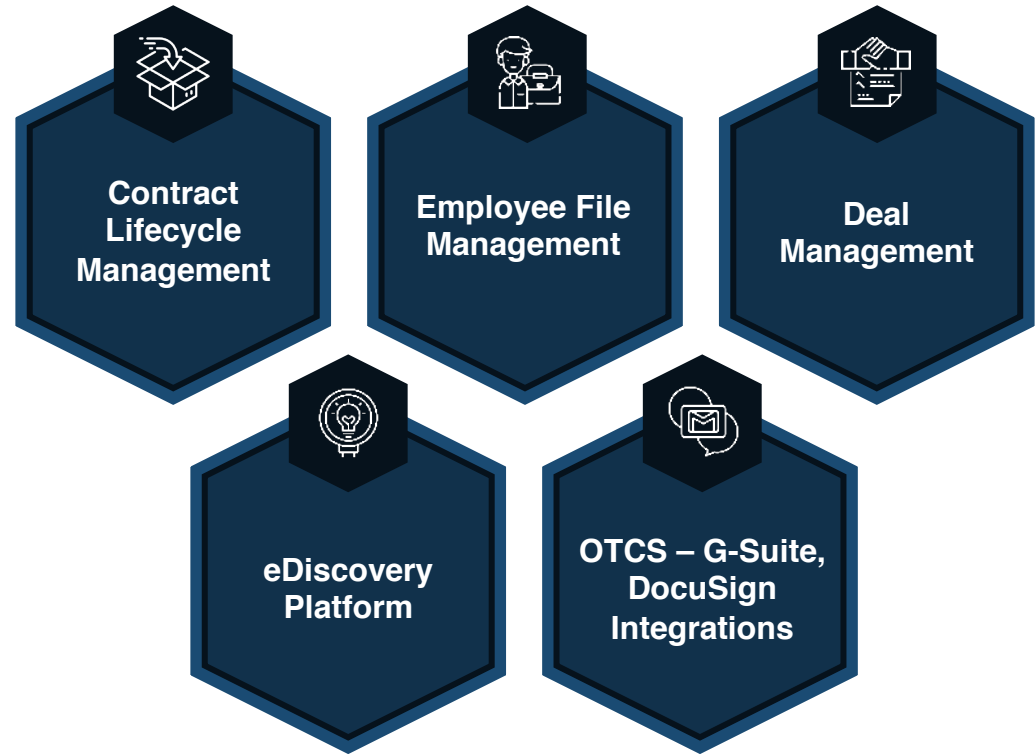 Contract
Lifecycle
Management
Employee File
Management
Deal
Management
eDiscovery
Platform
OTCS – G-Suite,
DocuSign
Integrations